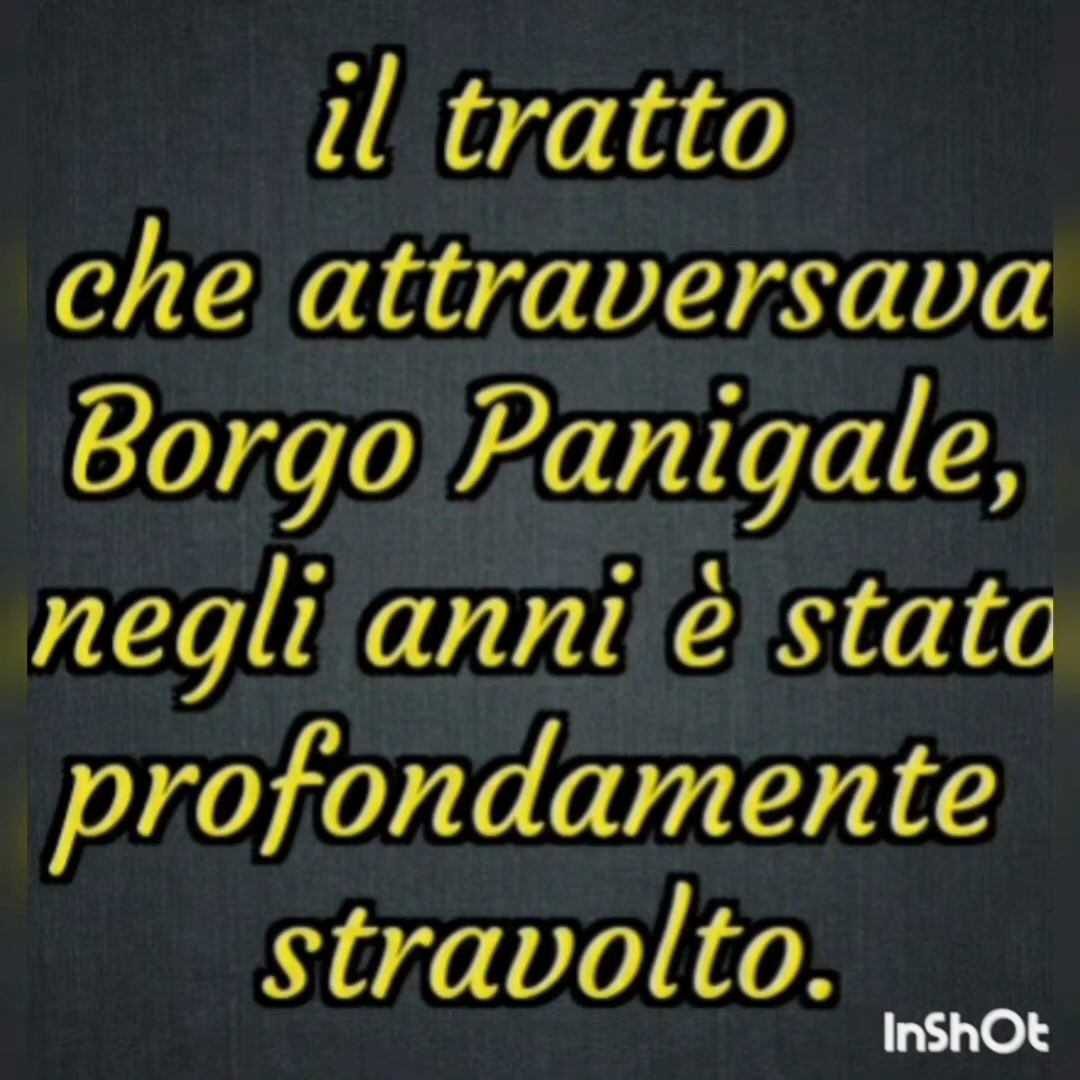 il tratto
che attraversava
Borgo Panigale,
negli anni è stato
profondamente
stravolto.
InShOt